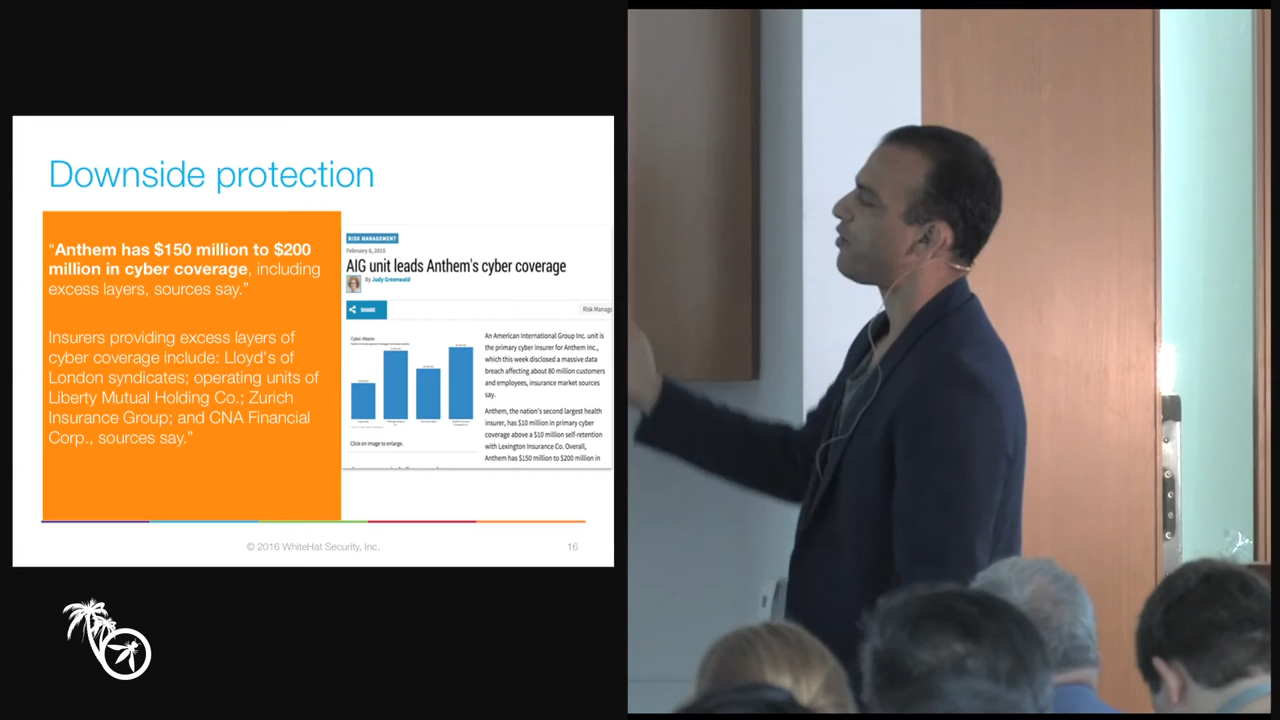 Downside protection
"Anthem has $150 million to $200
million in cyber coverage, including
excess layers, sources say."
Insurers providing excess layers of
cyber coverage include: Lloyd's of
London syndicates; operating units of
Liberty Mutual Holding Co.; Zurich
Insurance Group; and CNA Financial
Corp., sources say."
RISK MANAGEMENT
February 6, 2015
AIG unit leads Anthem's cyber coverage
By Judy Greenwald
SHARE
Risk Manage
Cyber Attacks
Click on image to enlarge.
An American International Group Inc. unit is
the primary cyber insurer for Anthem Inc.,
which this week disclosed a massive data
breach affecting about 80 million customers
and employees, insurance market sources
say.
Anthem, the nation's second largest health
insurer, has $10 million in primary cyber
coverage above a $10 million self-retention
with Lexington Insurance Co. Overall,
Anthem has $150 million to $200 million in
© 2016 WhiteHat Security, Inc.
16